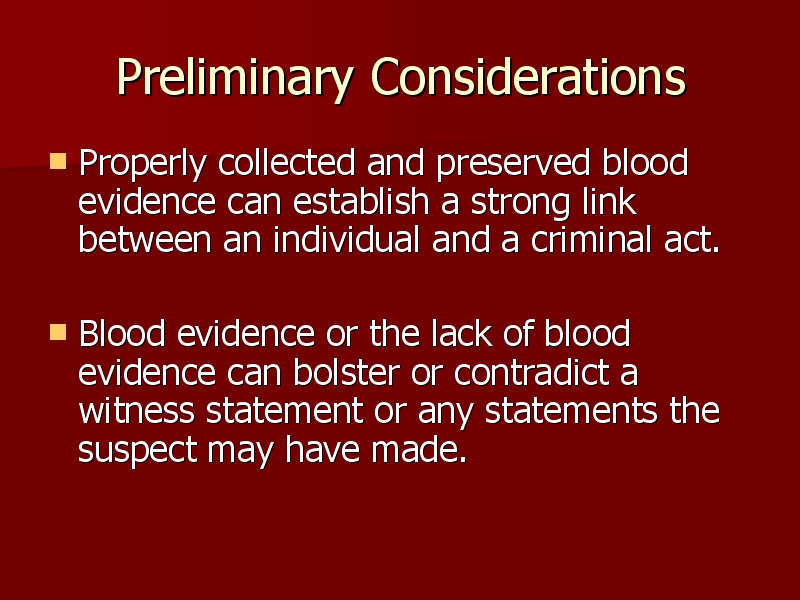 Preliminary Considerations
Properly collected and preserved blood
evidence can establish a strong link
between an individual and a criminal act.
Blood evidence or the lack of blood
evidence can bolster or contradict a
witness statement or any statements the
suspect may have made.